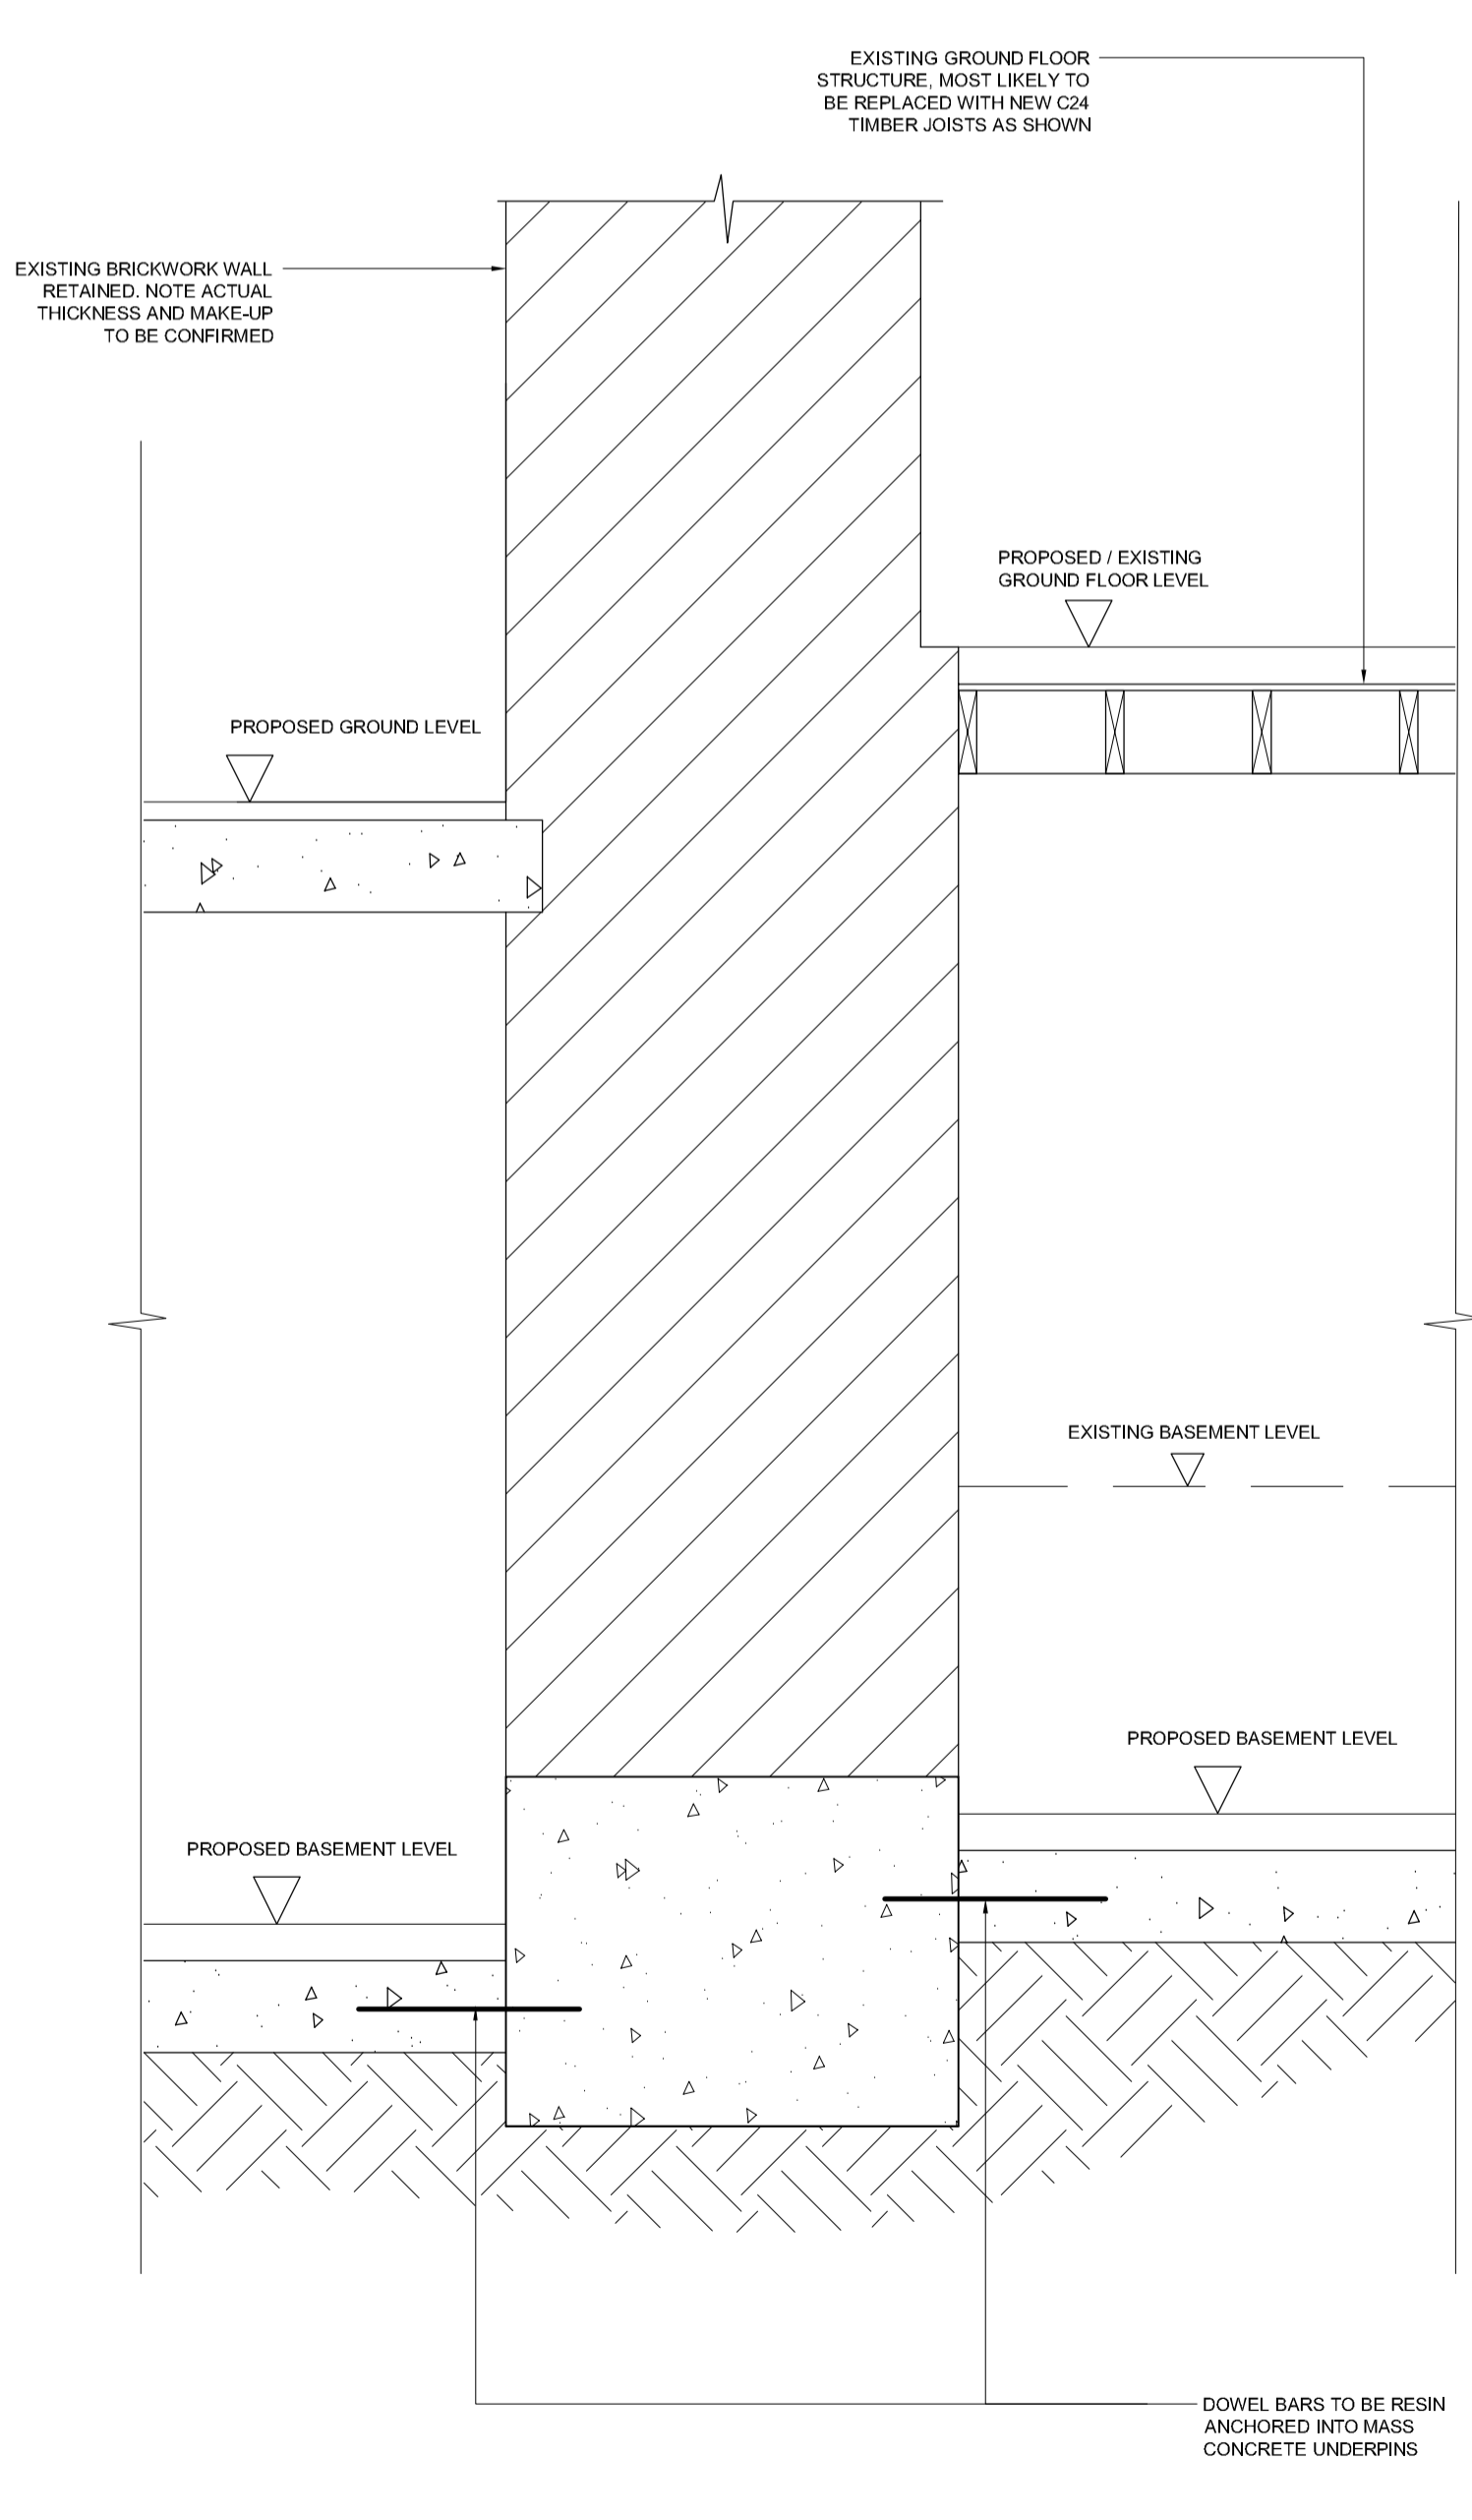 EXISTING GROUND FLOOR
STRUCTURE, MOST LIKELY TO
BE REPLACED WITH NEW C24
TIMBER JOISTS AS SHOWN
EXISTING BRICKWORK WALL
RETAINED. NOTE ACTUAL
THICKNESS AND MAKE-UP
TO BE CONFIRMED
PROPOSED / EXISTING
GROUND FLOOR LEVEL
PROPOSED GROUND LEVEL
EXISTING BASEMENT LEVEL
PROPOSED BASEMENT LEVEL
PROPOSED BASEMENT LEVEL
DOWEL BARS TO BE RESIN
ANCHORED INTO MASS
CONCRETE UNDERPINS